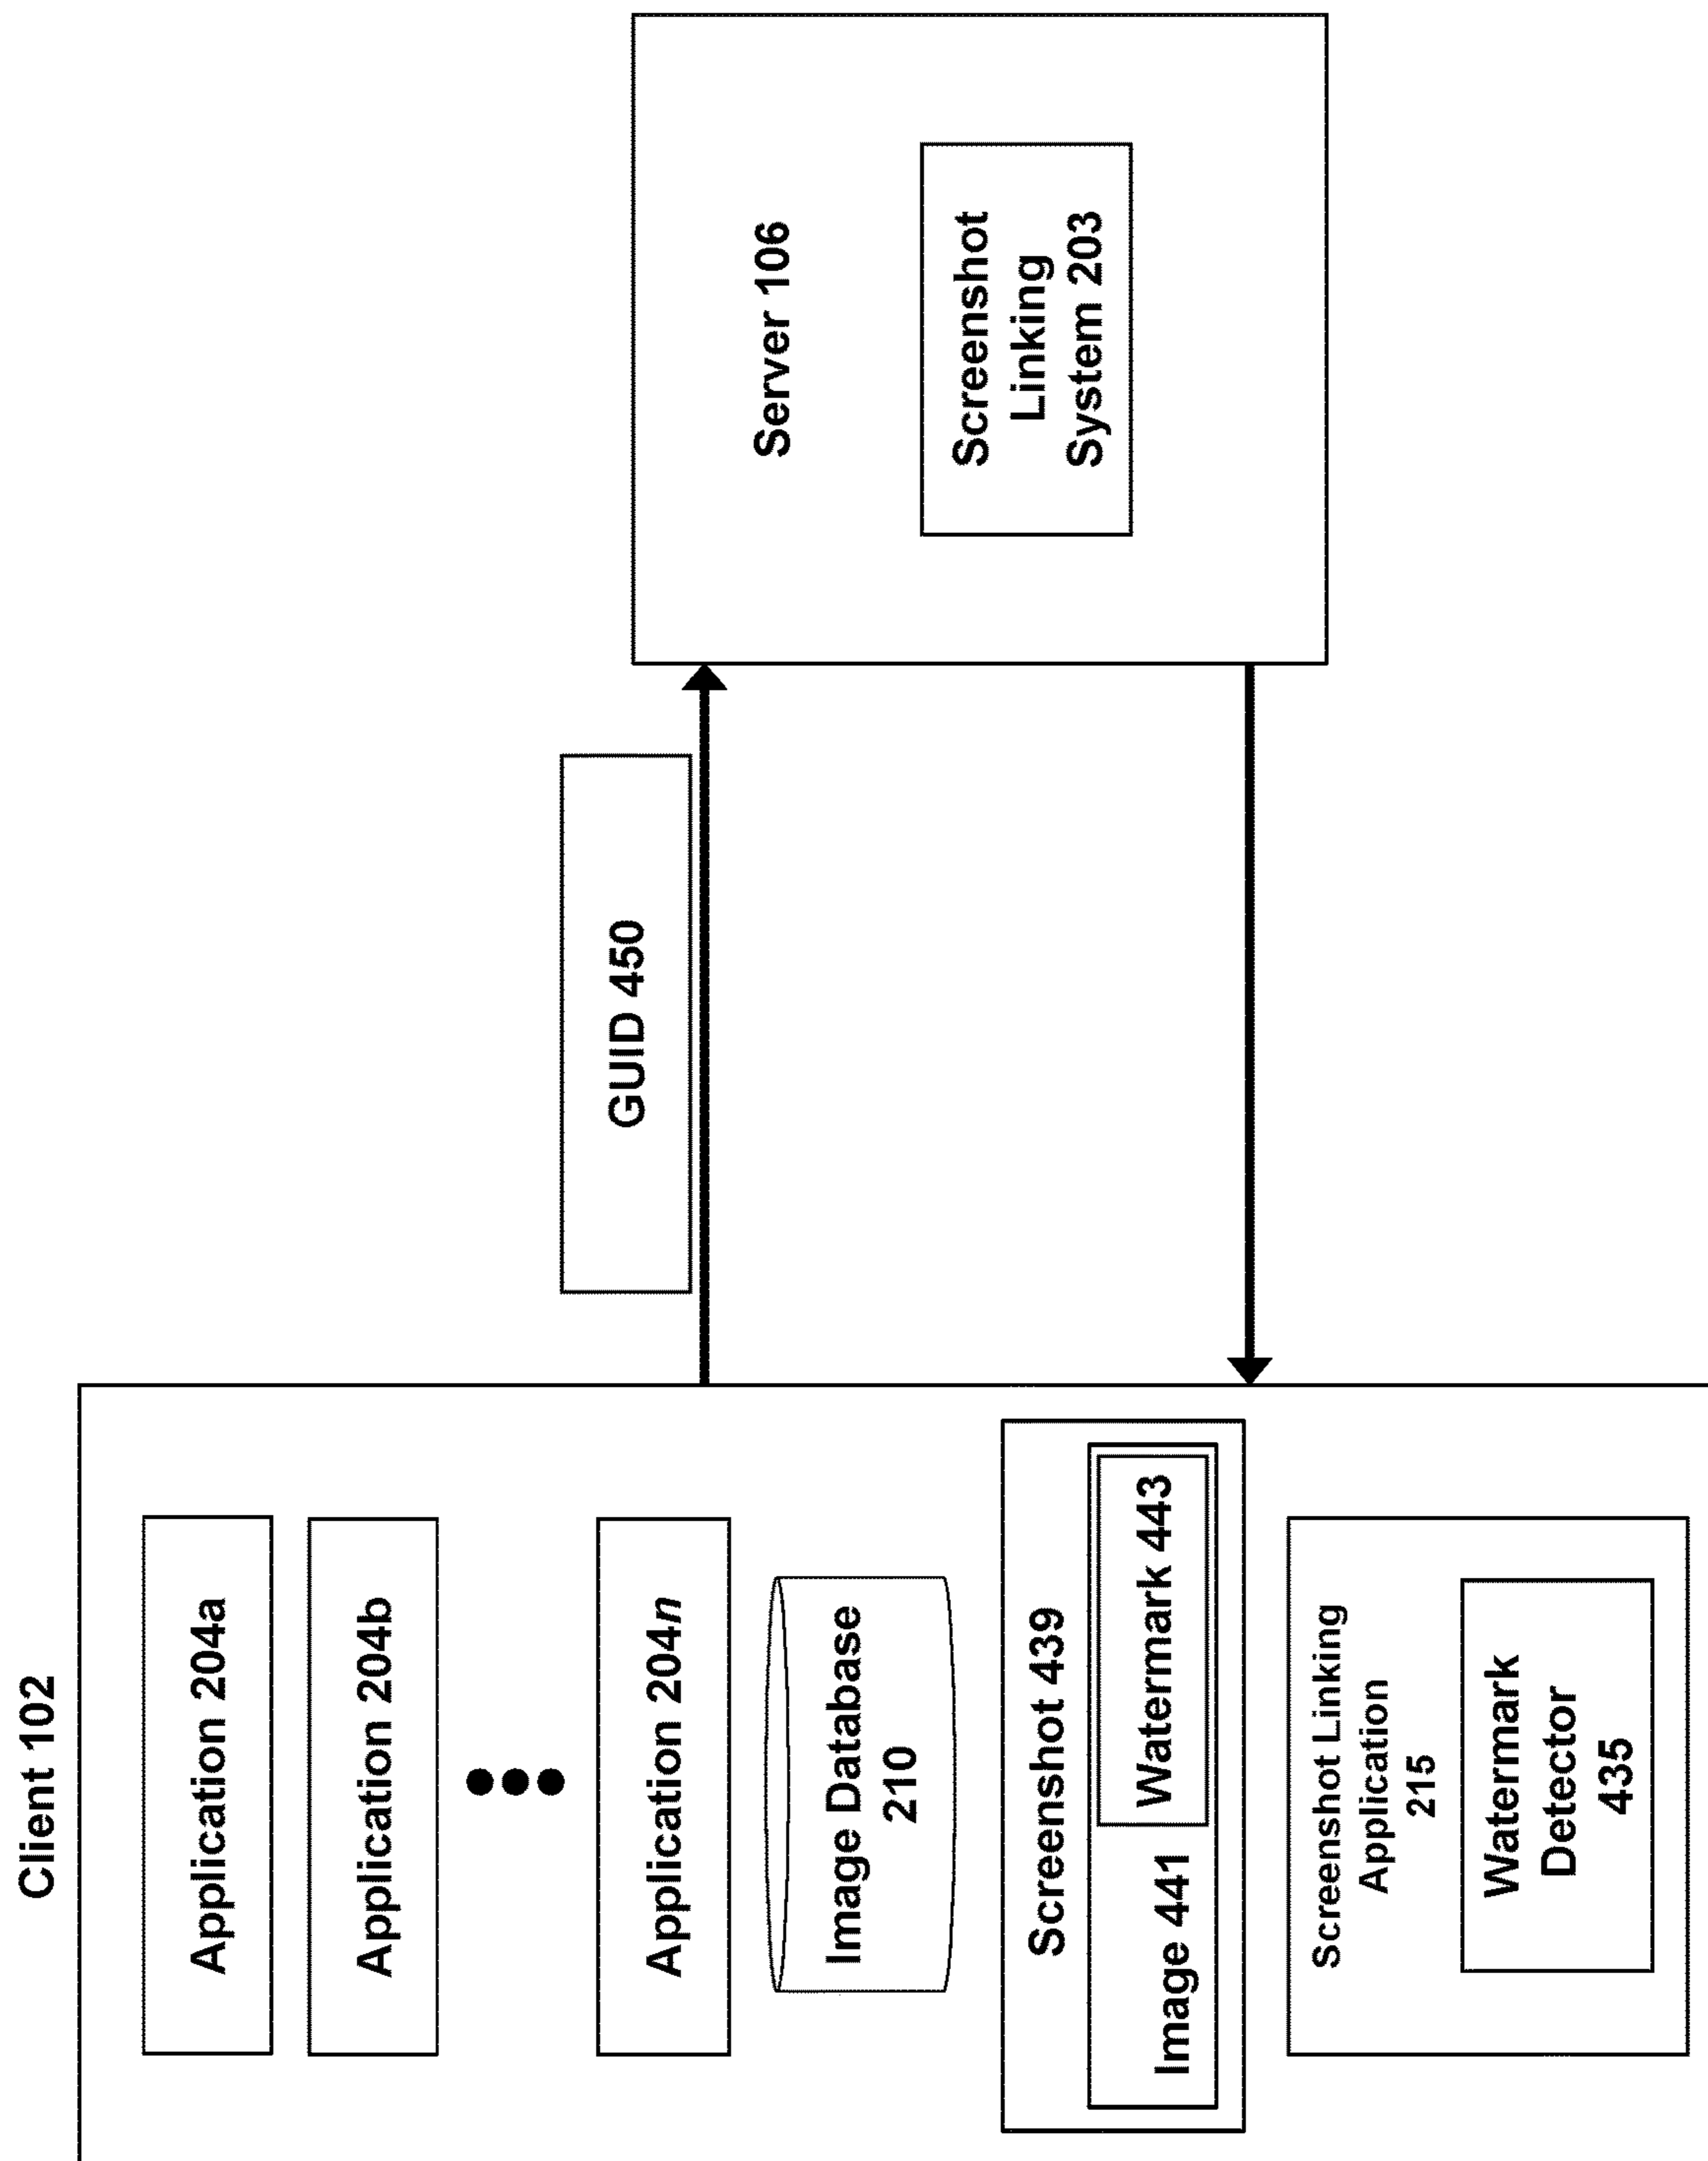 Client 102
Application 204a
Application 204b
Application 204n
Image Database
210
Screenshot 439
Image 441
Watermark 443
Screenshot Linking
Application
215
Watermark
Detector
435
GUID 450
Server 106
Screenshot
Linking
System 203